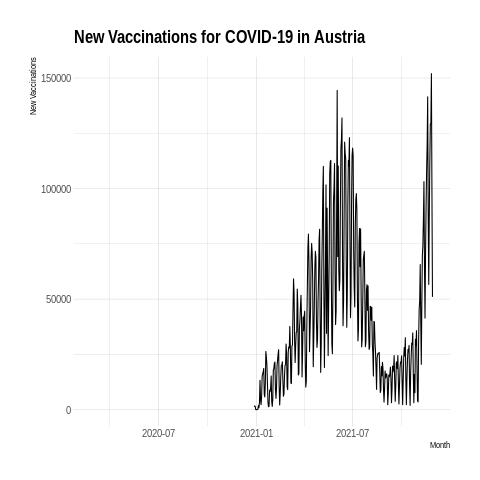 New Vaccinations for COVID-19 in Austria
New Vaccinations
150000
100000
50000
0
2020-07
2021-01
2021-07
Month